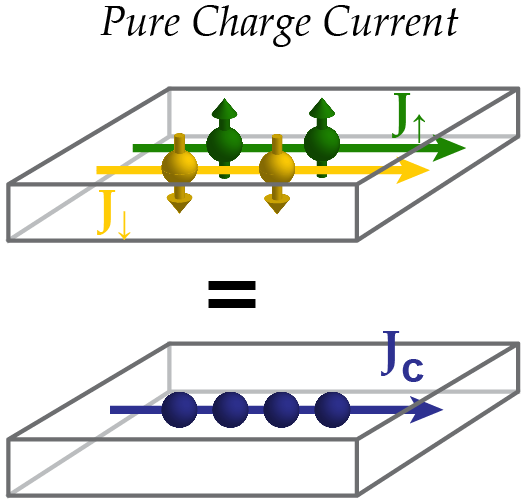 Pure Charge Current
J↑
J↓
=
Jc